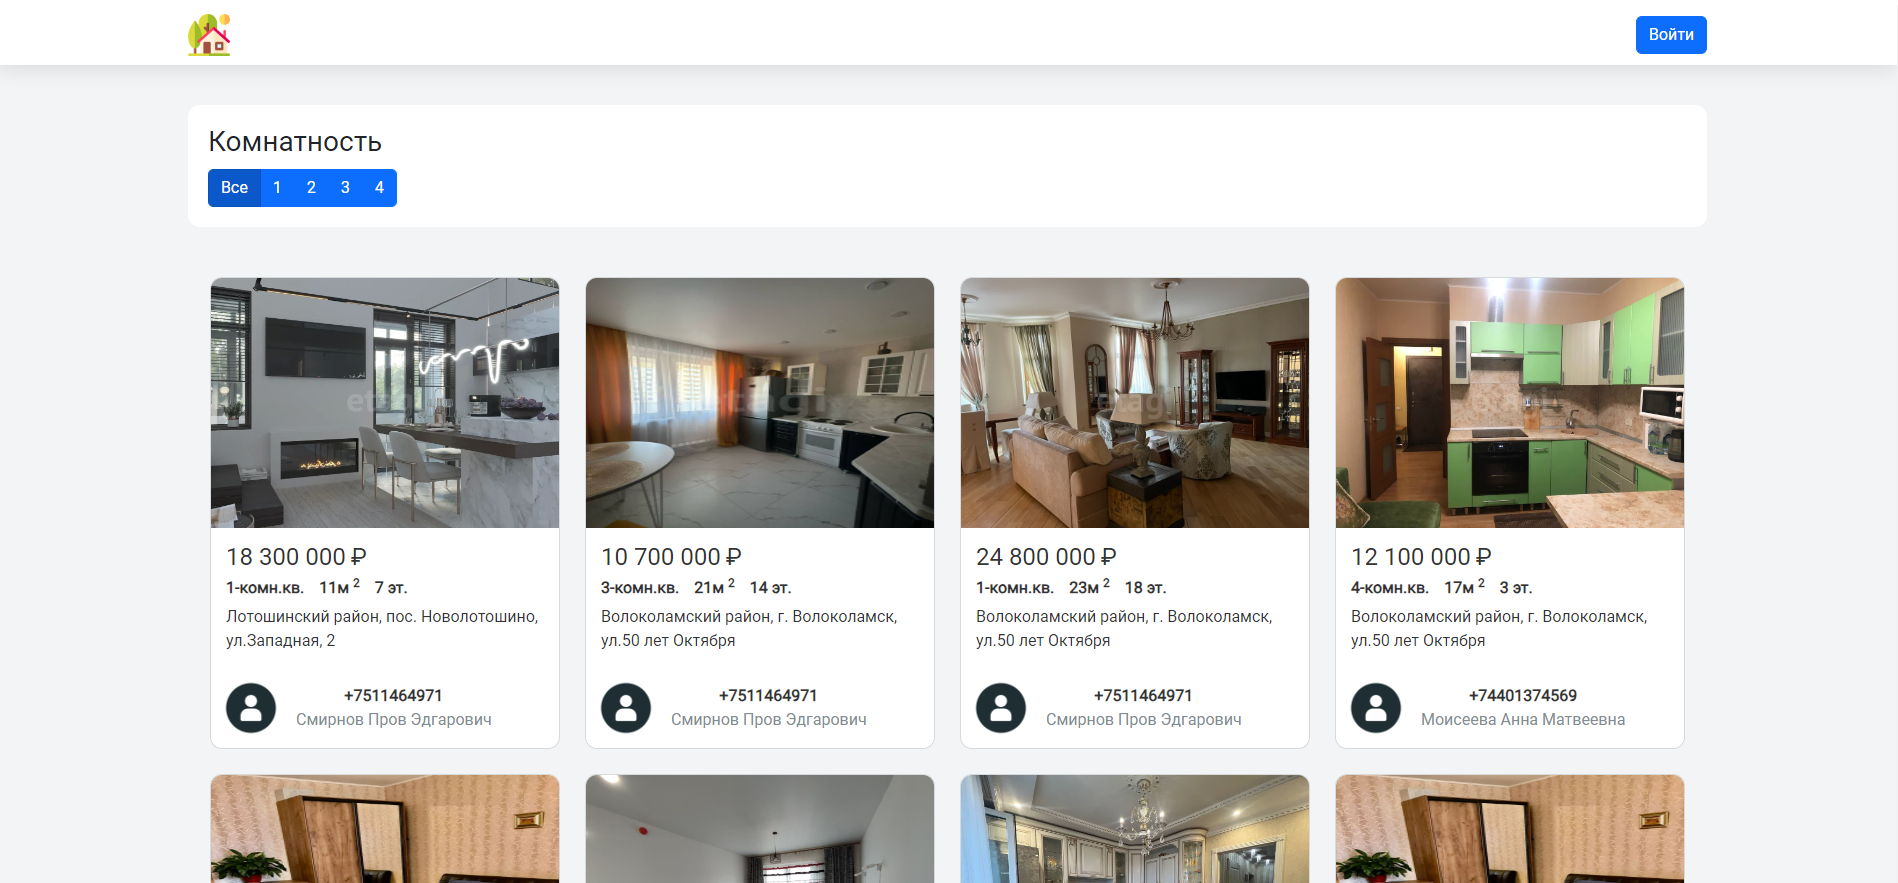 Войти
Комнатность
Все 1 2 3 4
18 300 000 ₽
1-комн.кв. 11м 2 7 эт.
Лотошинский район, пос. Новолотошино,
ул.Западная, 2
+7511464971
Смирнов Пров Эдгарович
10 700 000 ₽
3-комн.кв. 21м 2 14 эт.
Волоколамский район, г. Волоколамск,
ул.50 лет Октября
+7511464971
Смирнов Пров Эдгарович
24 800 000 ₽
1-комн.кв. 23м 2 18 эт.
Волоколамский район, г. Волоколамск,
ул.50 лет Октября
+7511464971
Смирнов Пров Эдгарович
12 100 000 ₽
4-комн.кв. 17м 2 3 эт.
Волоколамский район, г. Волоколамск,
ул.50 лет Октября
+74401374569
Моисеева Анна Матвеевна